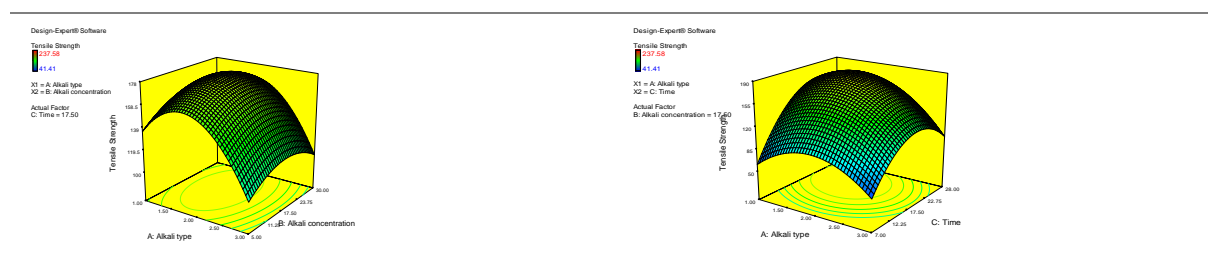 Design-Expert® Software
Tensile Strength
237.58
41.41
X1 = A: Alkali type
X2 = B: Alkali concentration
Actual Factor
C: Time = 17.50
178
158.5
139
119.5
100
Tensile Strength
1.00
1.50
2.00
2.50
3.00
5.00
11.25
17.50
23.75
30.00
A: Alkali type
B: Alkali concentration
Design-Expert® Software
Tensile Strength
237.58
41.41
X1 = A: Alkali type
X2 = C: Time
Actual Factor
B: Alkali concentration = 17.50
190
155
120
85
50
Tensile Strength
1.00
1.50
2.00
2.50
3.00
7.00
12.25
17.50
22.75
28.00
A: Alkali type
C: Time